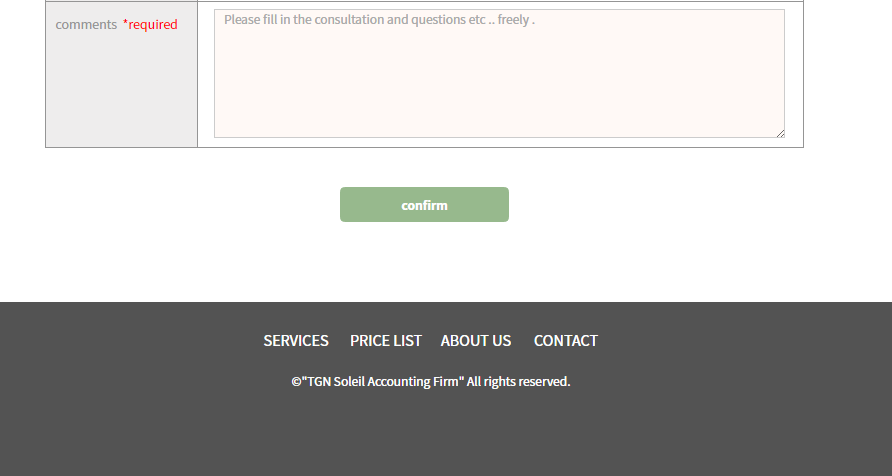 comments *required
Please fill in the consultation and questions etc .. freely .
confirm
SERVICES PRICE LIST ABOUT US CONTACT
©"TGN Soleil Accounting Firm" All rights reserved.